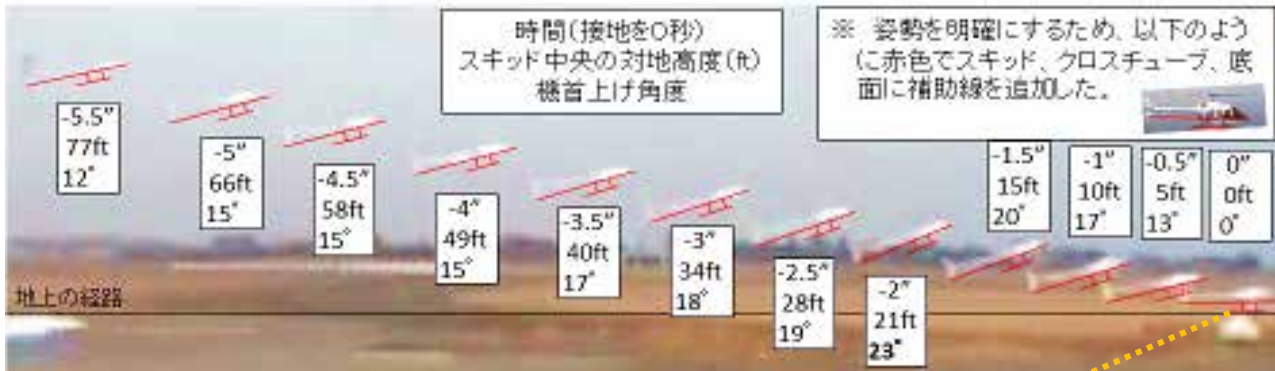 時間(接地を0秒)
スキッド中央の対地高度(ft)
機首上げ角度
※ 姿勢を明確にするため、以下のよう
に赤色でスキッド、クロスチューブ、底
面に補助線を追加した。
-5.5"
77ft
12°
-5"
66ft
15°
-4.5"
58ft
15°
-4"
49ft
15°
-3.5"
40ft
17°
-3"
34ft
18°
-2.5"
28ft
19°
-2"
21ft
23°
-1.5"
15ft
20°
-1"
10ft
17°
-0.5"
5ft
13°
0"
0ft
0°
地上の経路